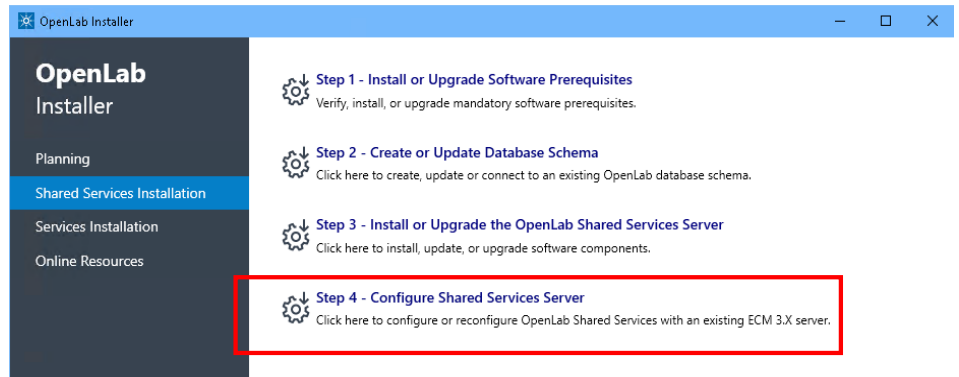 OpenLab Installer
OpenLab
Installer
Planning
Shared Services Installation
Services Installation
Online Resources
Step 1 - Install or Upgrade Software Prerequisites
Verify, install, or upgrade mandatory software prerequisites.
Step 2 - Create or Update Database Schema
Click here to create, update or connect to an existing OpenLab database schema.
Step 3 - Install or Upgrade the OpenLab Shared Services Server
Click here to install, update, or upgrade software components.
Step 4 - Configure Shared Services Server
Click here to configure or reconfigure OpenLab Shared Services with an existing ECM 3.X server.